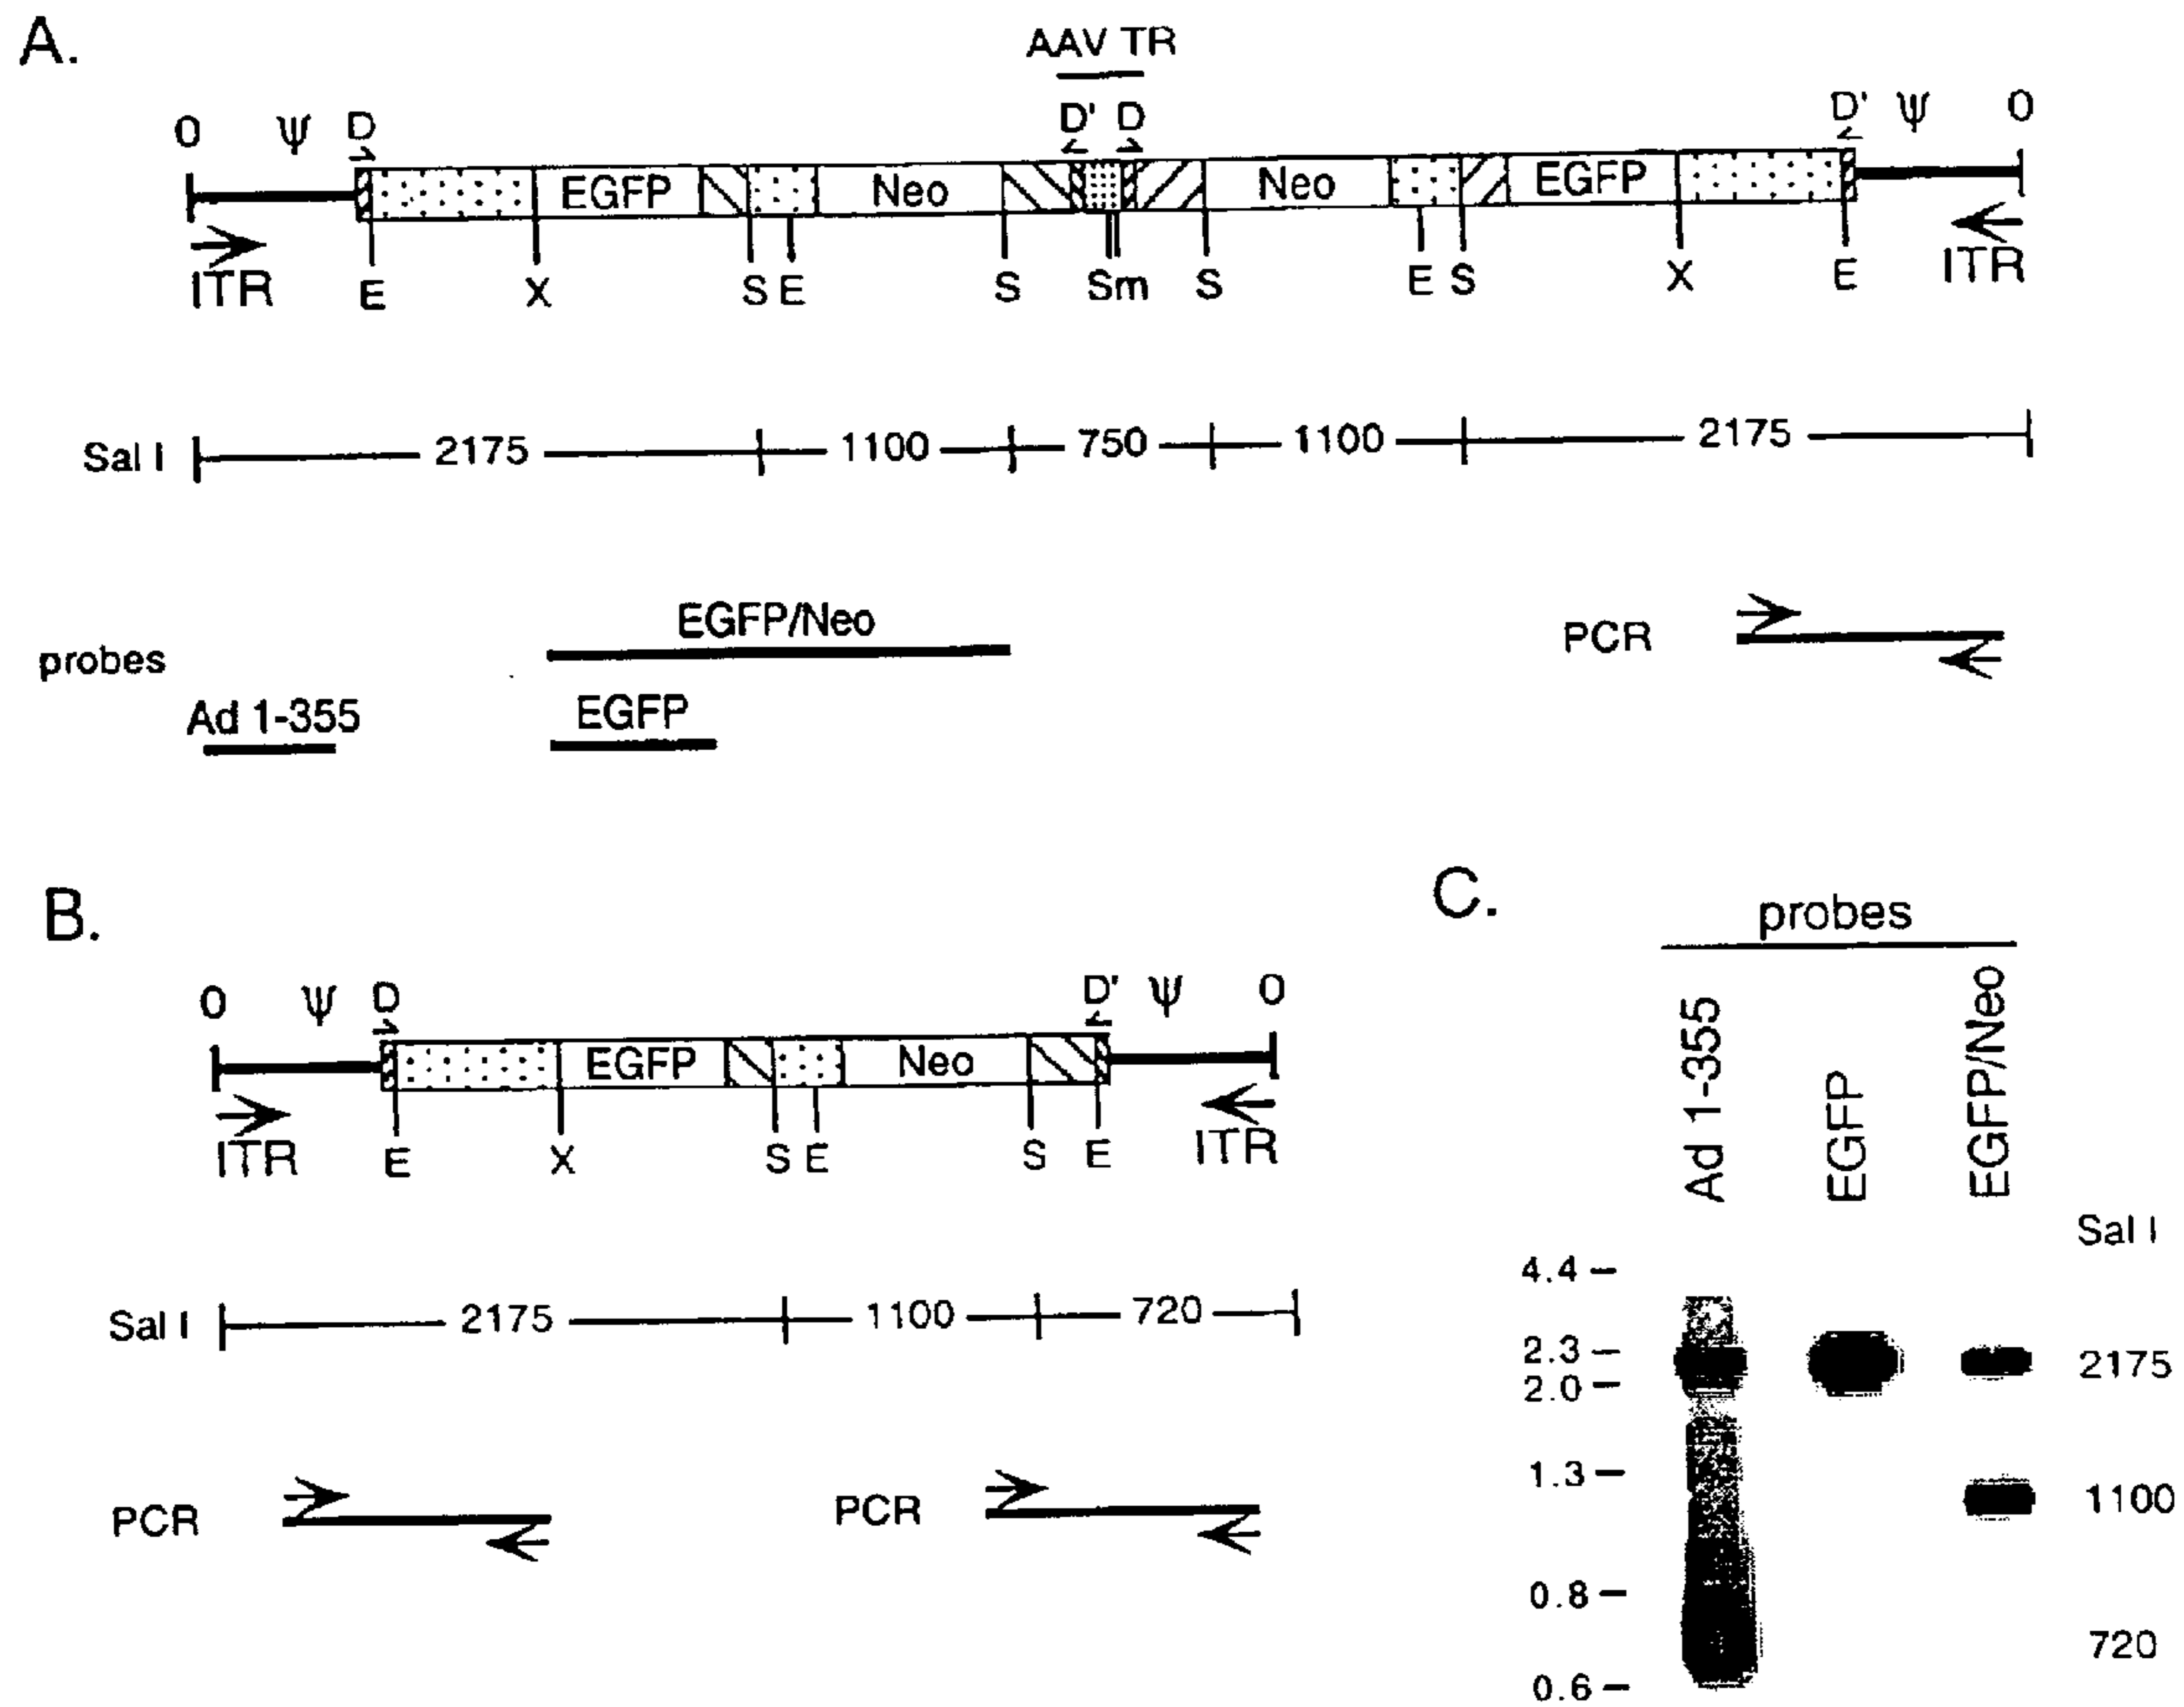 A.
AAV TR
0 ψ D D' D D' ψ 0
EGFP Neo Neo EGFP
ITR E X S E S Sm S E S X E ITR
Sal I 2175 1100 750 1100 2175
EGFP/Neo
probes
PCR
Ad 1-355 EGFP
B.
0 ψ D D' ψ 0
EGFP Neo
ITR E X S E S E ITR
Sal I 2175 1100 720
PCR PCR
C.
probes
Ad 1-355 EGFP EGFP/Neo
Sal I
4.4
2.3
2175
2.0
1.3
1100
0.8
720
0.6